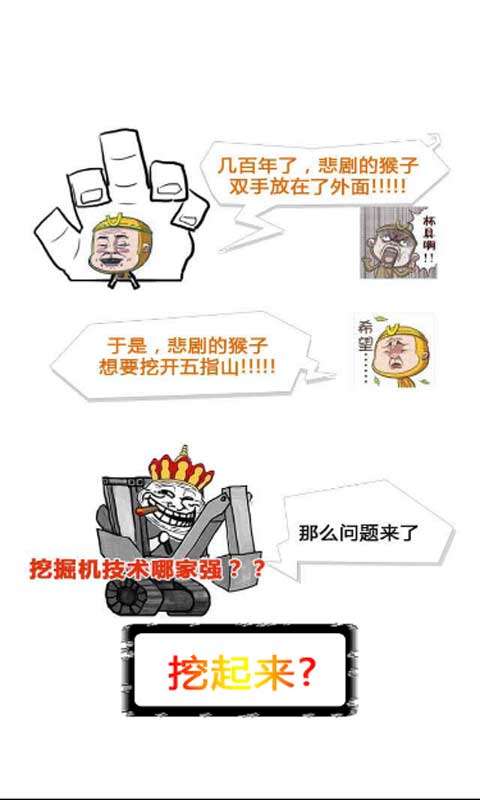 几百年了，悲剧的猴子
双手放在了外面!!!!!
杯具啊!!
于是，悲剧的猴子
想要挖开五指山!!!!!
希望......
那么问题来了
挖掘机技术哪家强？？
挖起来?